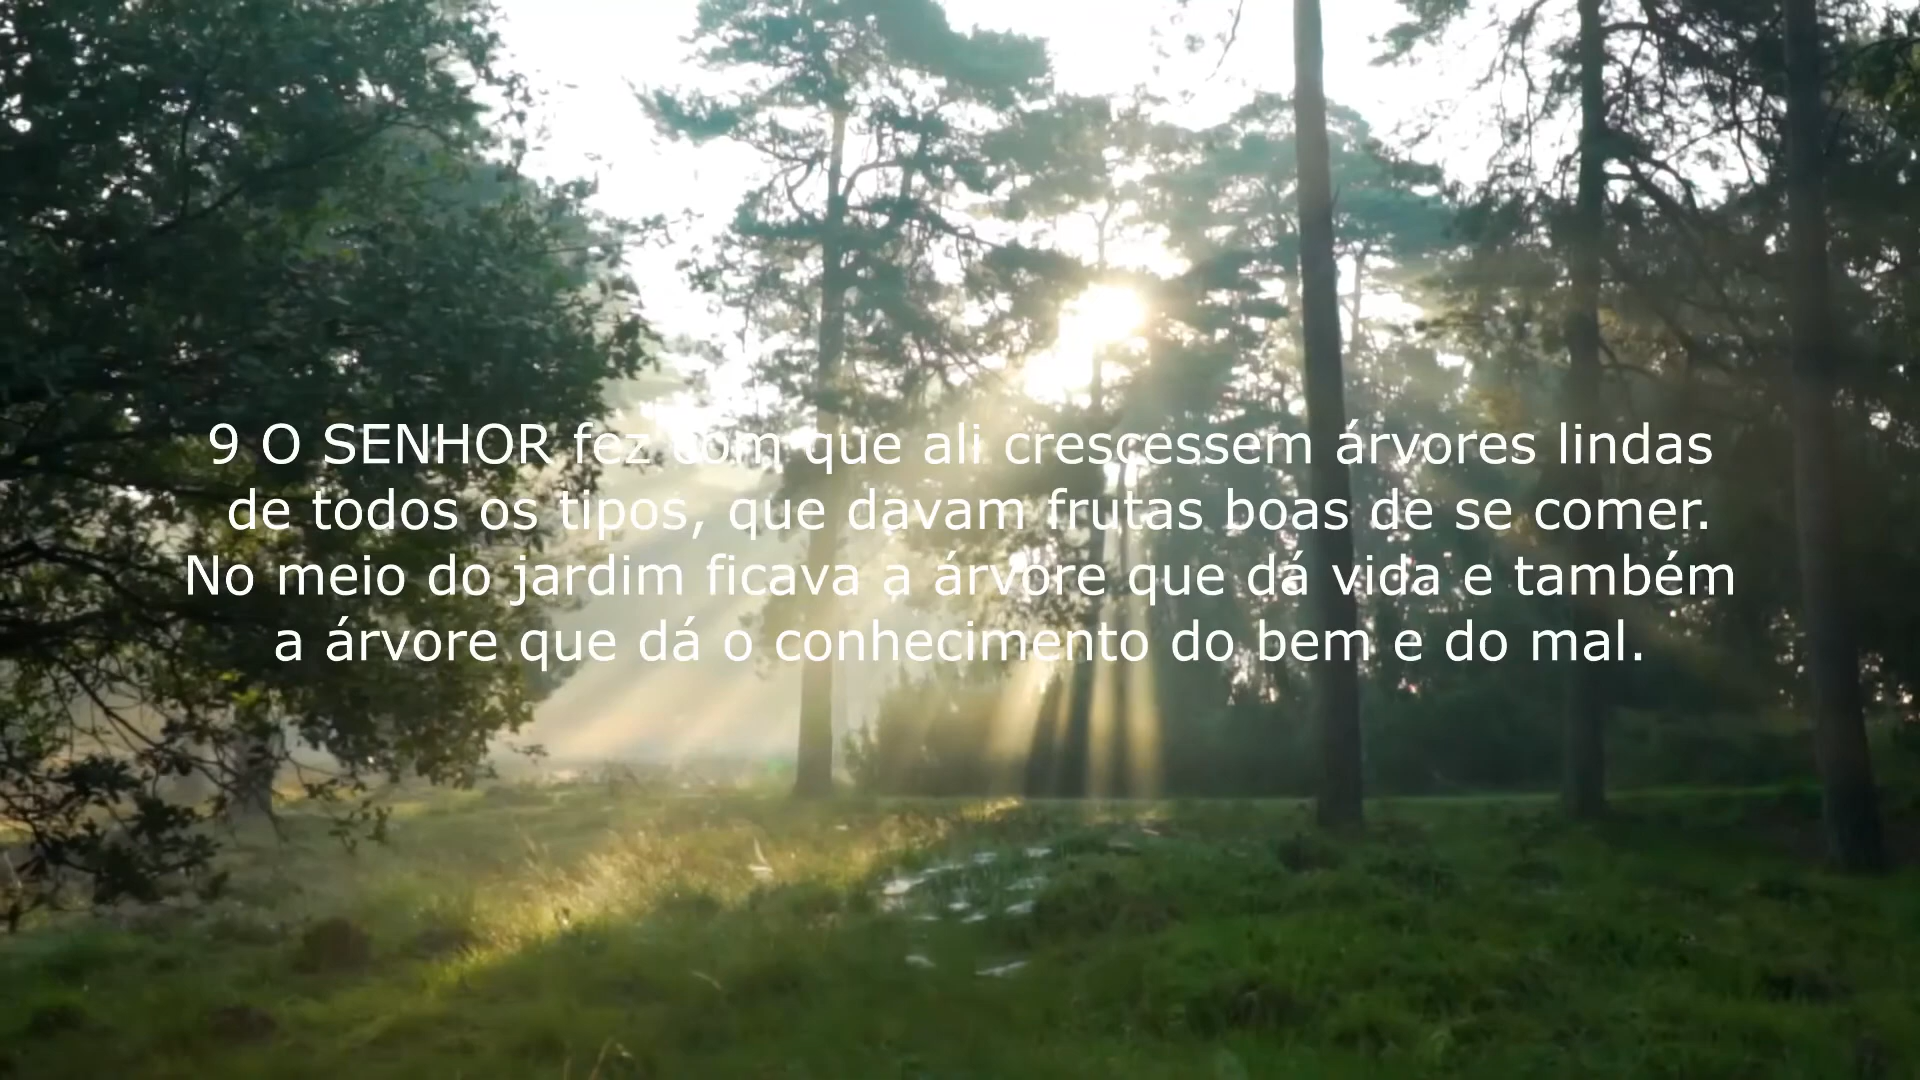 9 O SENHOR fez com que ali crescessem árvores lindas
de todos os tipos, que davam frutas boas de se comer.
No meio do jardim ficava a árvore que dá vida e também
a árvore que dá o conhecimento do bem e do mal.